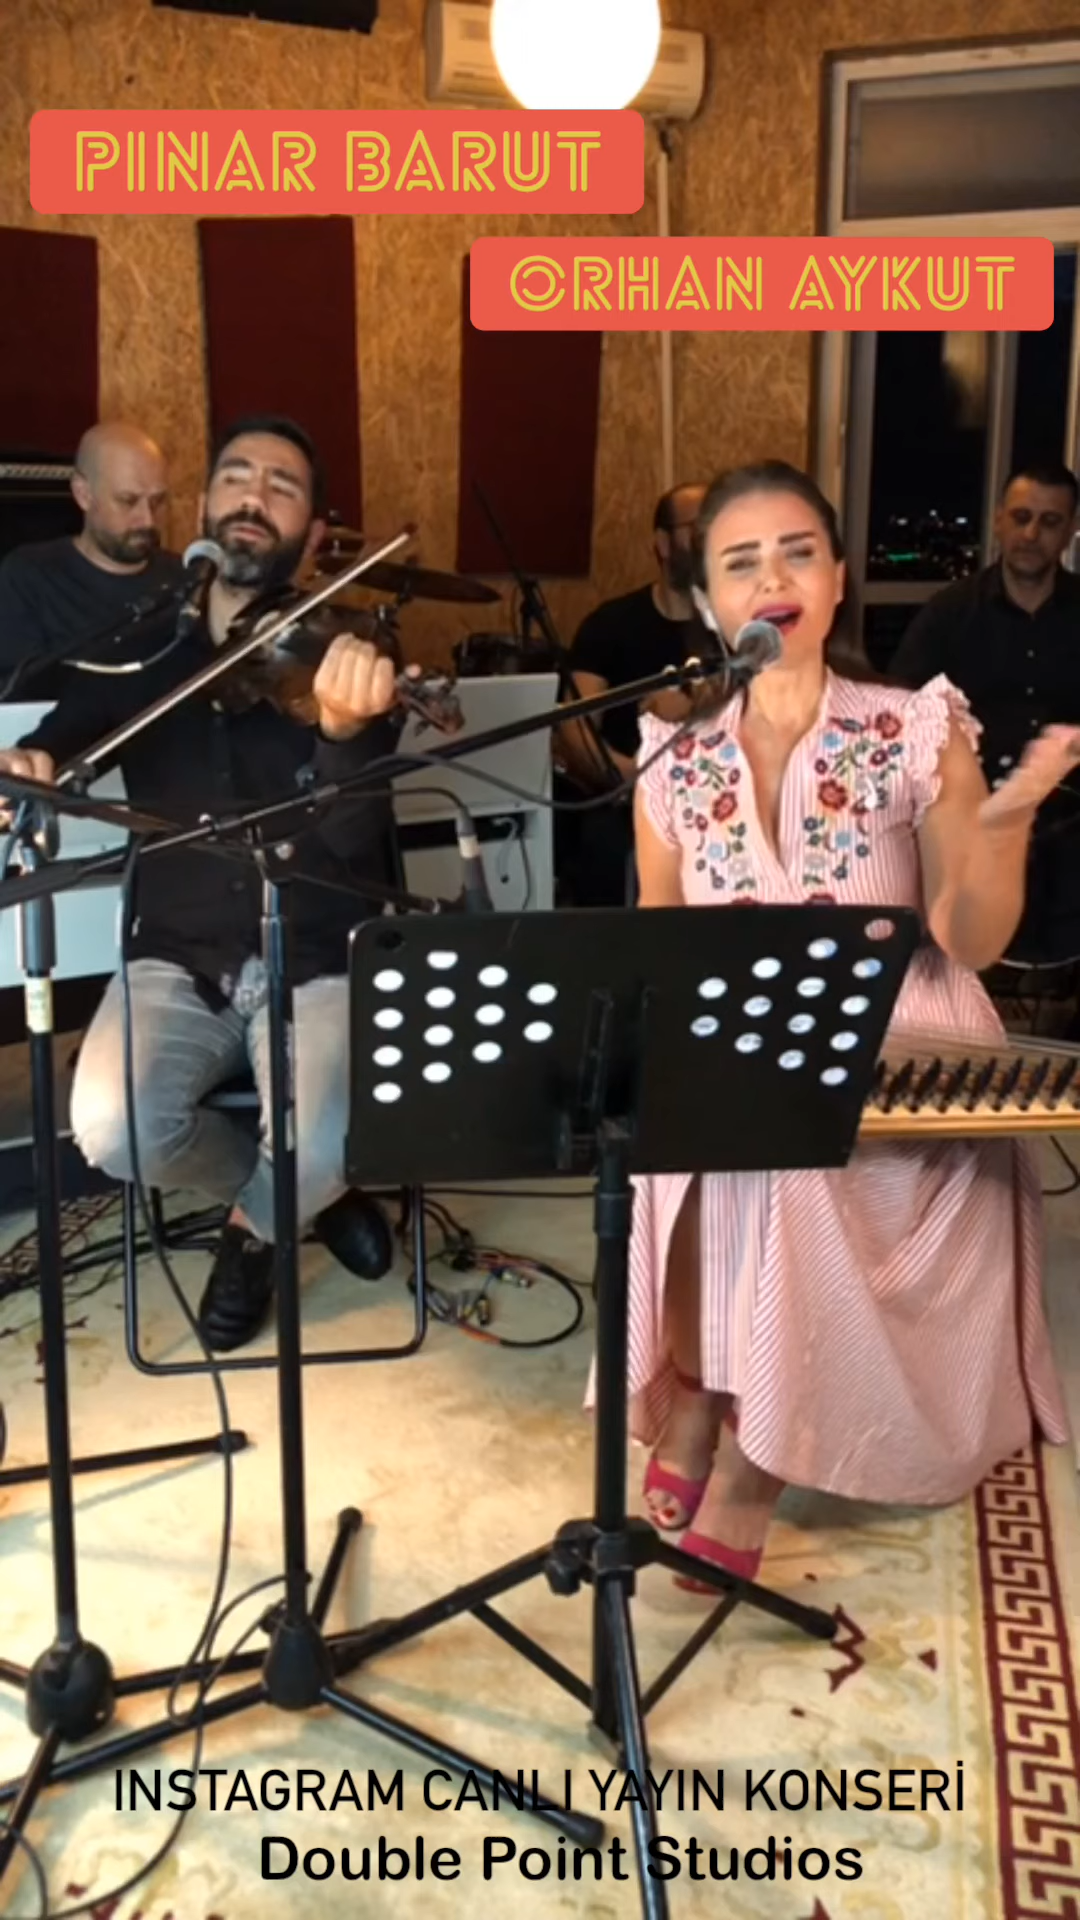 PINAR BARUT
ORHAN AYKUT
INSTAGRAM CANLI YAYIN KONSERİ
Double Point Studios